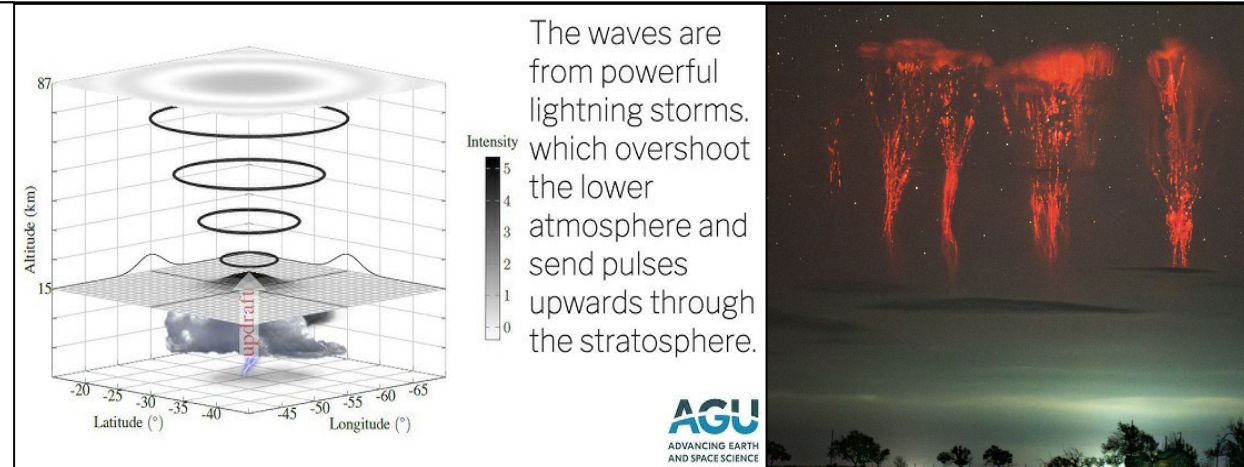 87
15
Altitude (km)
updraft
-20
-25
-30
-35
-40
Latitude (°)
-45
-50
-55
-60
-65
Longitude (°)
Intensity
5
4
3
2
1
0
The waves are
from powerful
lightning storms.
which overshoot
the lower
atmosphere and
send pulses
upwards through
the stratosphere.
AGU
ADVANCING EARTH
AND SPACE SCIENCE